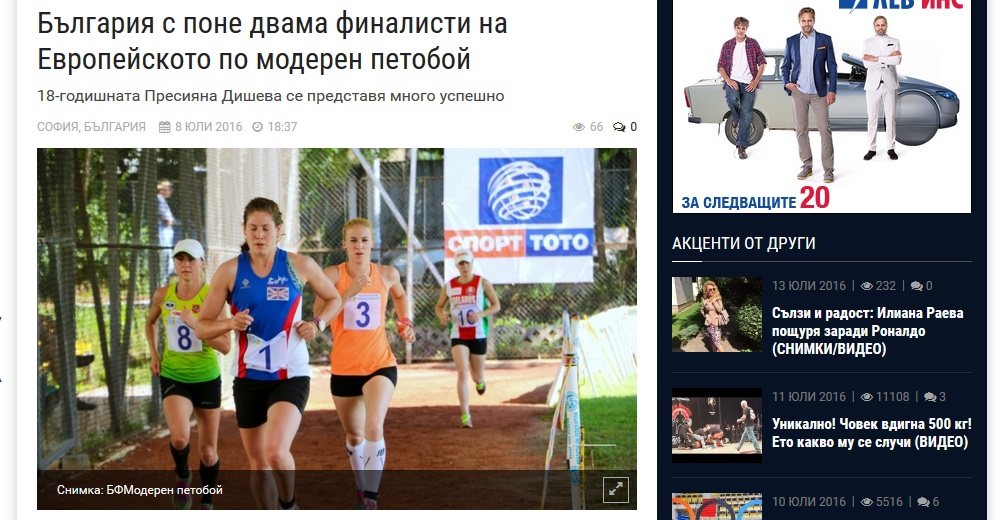 България с поне двама финалисти на
Европейското по модерен петобой
18-годишната Пресияна Дишева се представя много успешно
СОФИЯ, БЪЛГАРИЯ 8 ЮЛИ 2016 18:37
66 0
СПОРТ ТОТО
8
1
3
10
Снимка: БФМодерен петобой
ЛЕВ ИНС
ЗА СЛЕДВАЩИТЕ 20
АКЦЕНТИ ОТ ДРУГИ
13 ЮЛИ 2016 | 232 | 0
Сълзи и радост: Илиана Раева
пощуря заради Роналдо
(СНИМКИ/ВИДЕО)
11 ЮЛИ 2016 | 11108 | 3
Уникално! Човек вдигна 500 кг!
Ето какво му се случи (ВИДЕО)
10 ЮЛИ 2016 | 5516 | 6